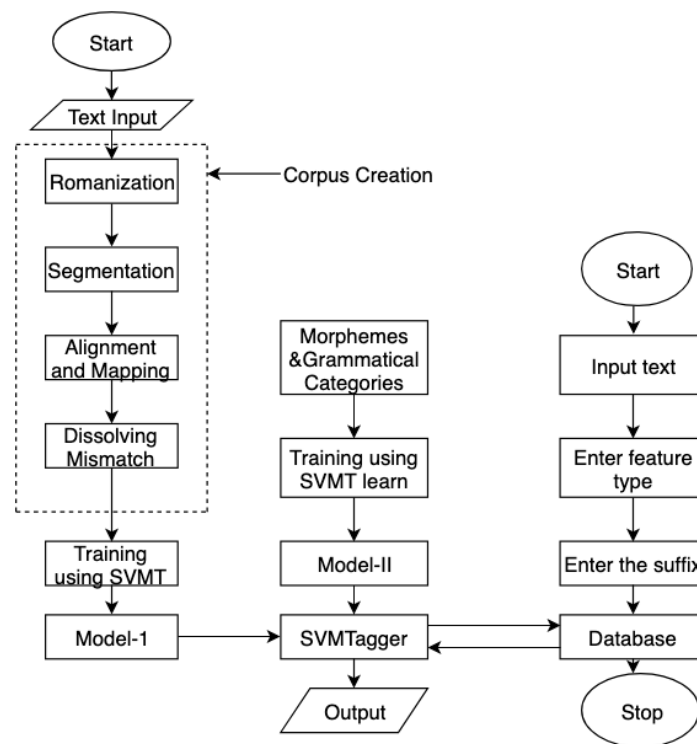 Start
Text Input
Romanization
Corpus Creation
Segmentation
Alignment
and Mapping
Dissolving
Mismatch
Training
using SVMT
Model-1
Morphemes
&Grammatical
Categories
Training using
SVMT learn
Model-II
SVMTagger
Output
Start
Input text
Enter feature
type
Enter the suffix
Database
Stop